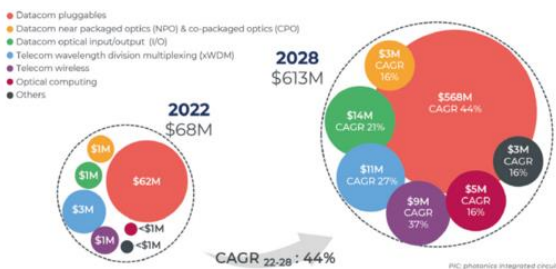 Datacom pluggables
Datacom near packaged optics (NPO) & co-packaged optics (CPO)
Datacom optical input/output (I/O)
Telecom wavelength division multiplexing (xWDM)
Telecom wireless
Optical computing
Others
2022
$68M
$1M
$1M
$62M
$3M
$1M
<$1M
<$1M
2028
$613M
$3M
CAGR
16%
$568M
CAGR 44%
$14M
CAGR 21%
$11M
CAGR 27%
$3M
CAGR
16%
$9M
CAGR
37%
$5M
CAGR
16%
CAGR 22-28 : 44%
PIC: photonics integrated circui